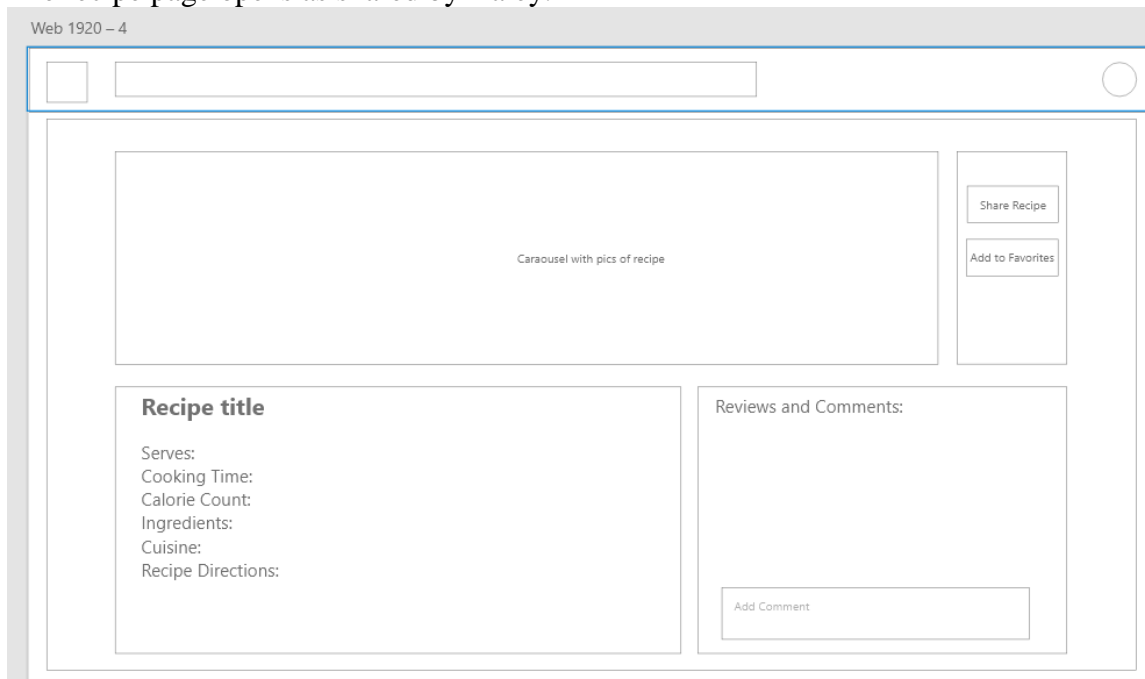 Web 1920 – 4
Caraousel with pics of recipe
Share Recipe
Add to Favorites
Recipe title
Serves:
Cooking Time:
Calorie Count:
Ingredients:
Cuisine:
Recipe Directions:
Reviews and Comments:
Add Comment